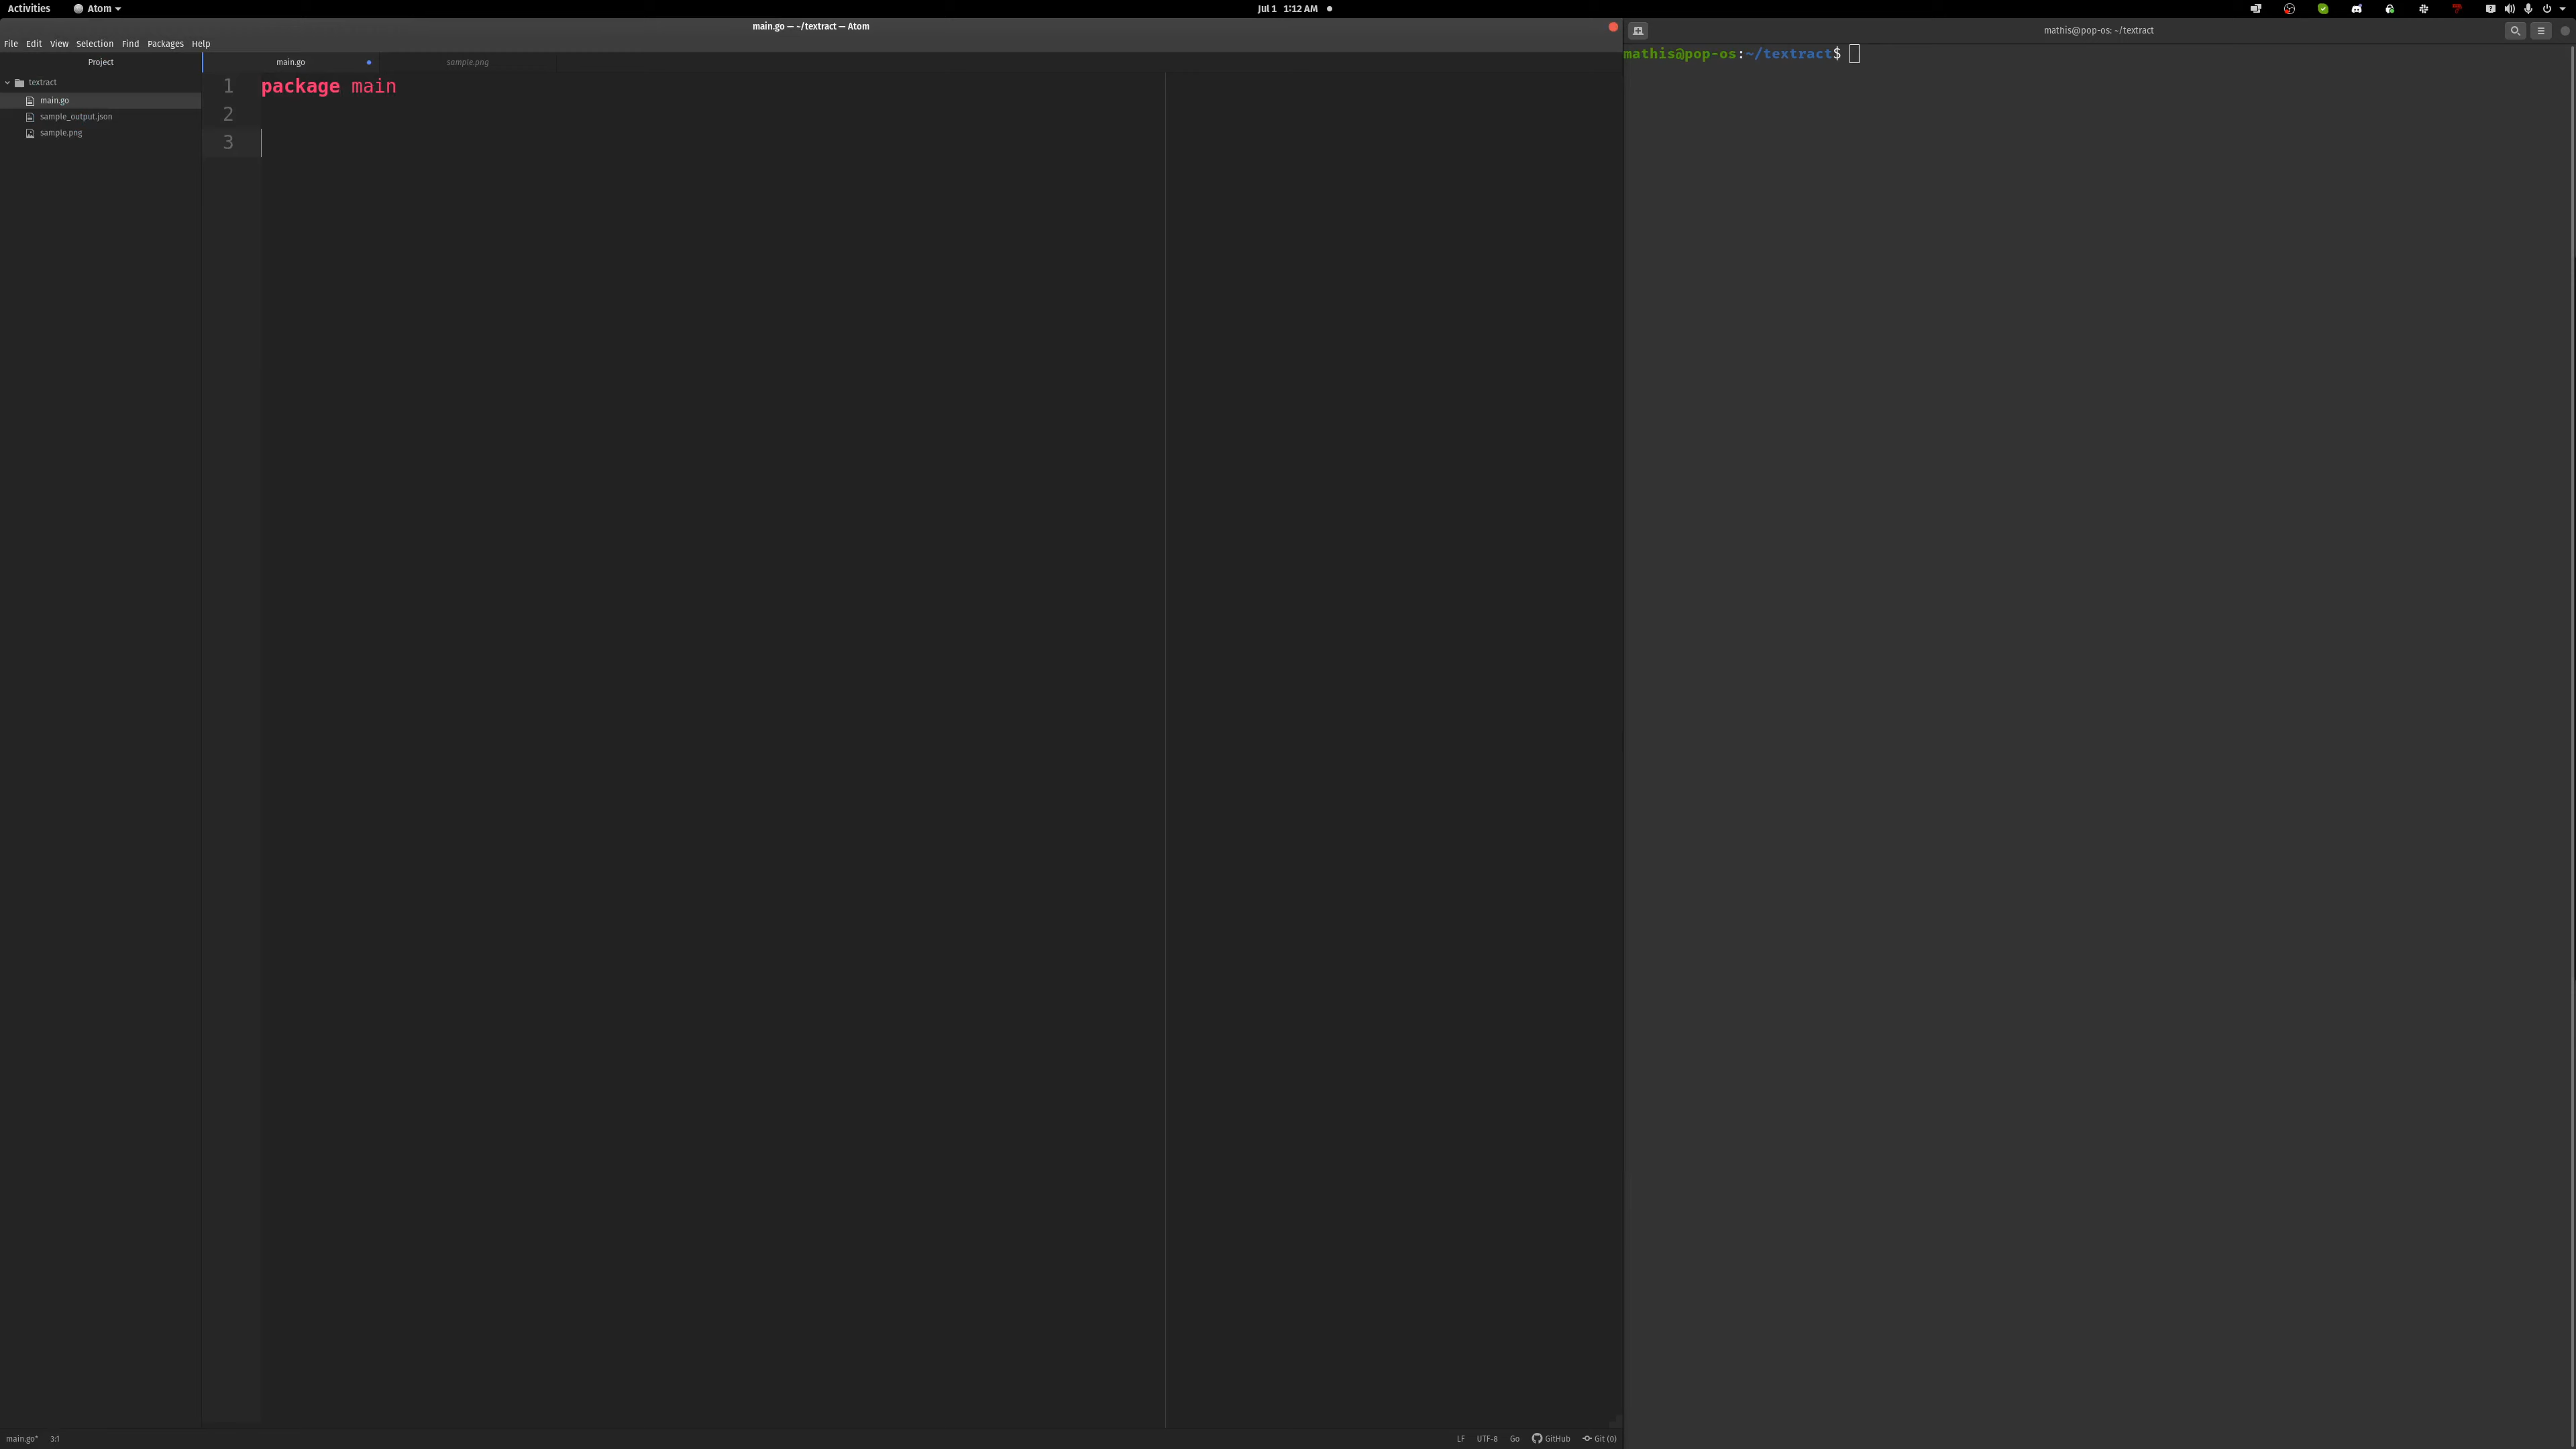 Activities Atom Jul 1 1:12 AM
main.go — ~/textract — Atom
mathis@pop-os: ~/textract
File Edit View Selection Find Packages Help
Project
main.go
sample.png
textract
main.go
sample_output.json
sample.png
1 package main
2
3
mathis@pop-os:~/textract$
main.go* 3:1 LF UTF-8 Go GitHub Git (0)